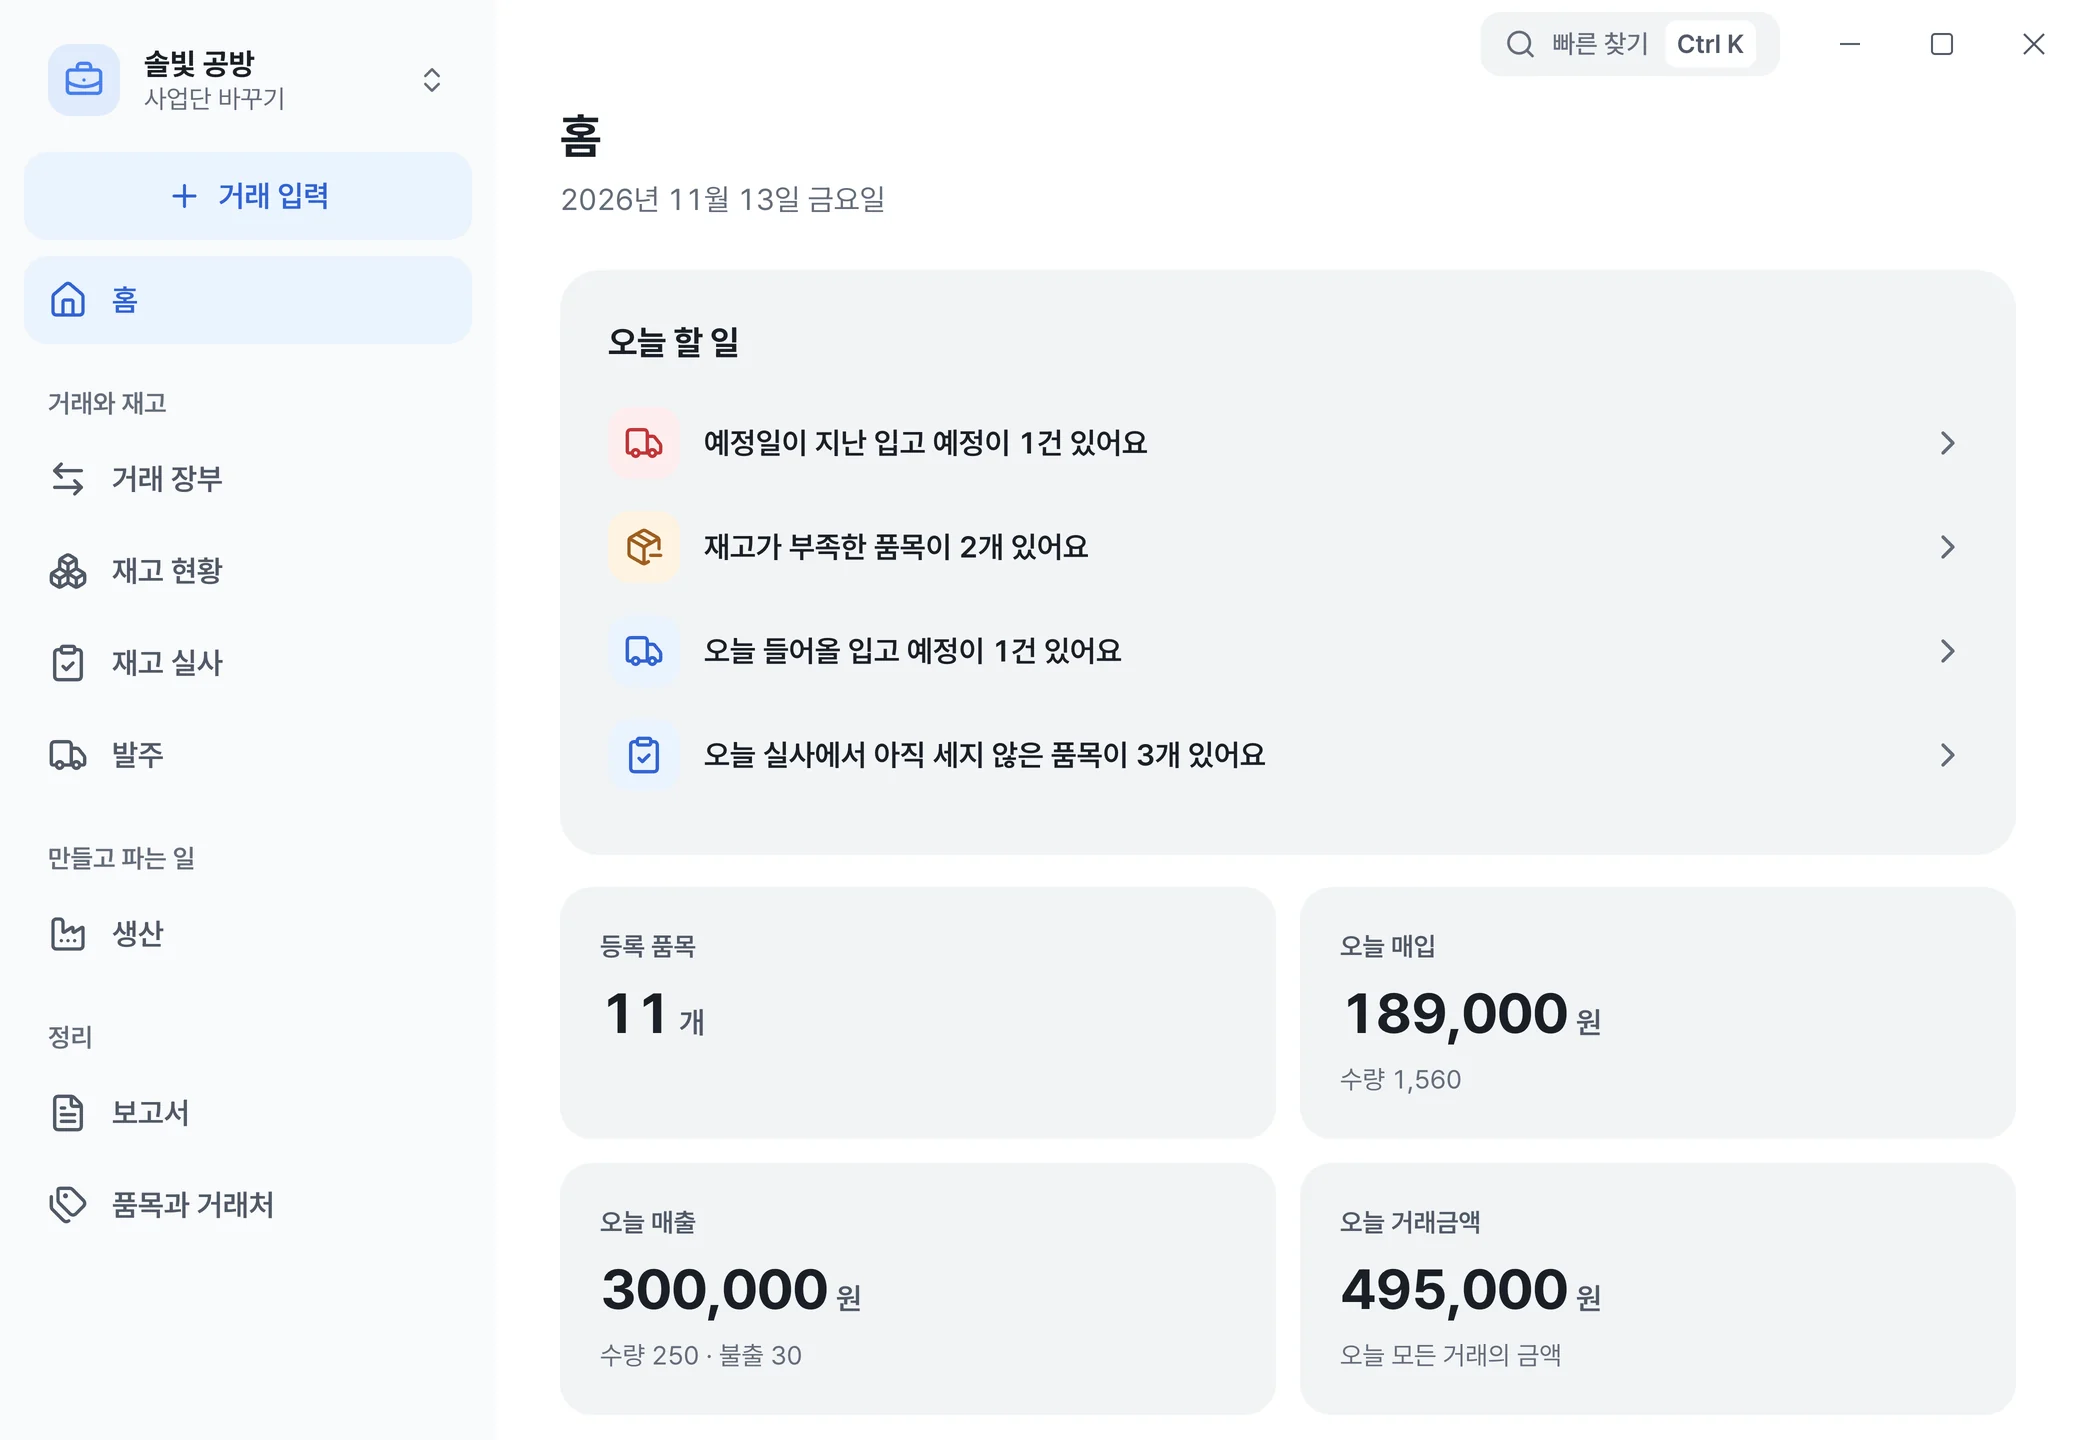 솔빛 공방
사업단 바꾸기
거래 입력
홈
거래와 재고
거래 장부
재고 현황
재고 실사
발주
만들고 파는 일
생산
정리
보고서
품목과 거래처
빠른 찾기 Ctrl K
홈
2026년 11월 13일 금요일
오늘 할 일
예정일이 지난 입고 예정이 1건 있어요
재고가 부족한 품목이 2개 있어요
오늘 들어올 입고 예정이 1건 있어요
오늘 실사에서 아직 세지 않은 품목이 3개 있어요
등록 품목
11 개
오늘 매입
189,000 원
수량 1,560
오늘 매출
300,000 원
수량 250 · 불출 30
오늘 거래금액
495,000 원
오늘 모든 거래의 금액